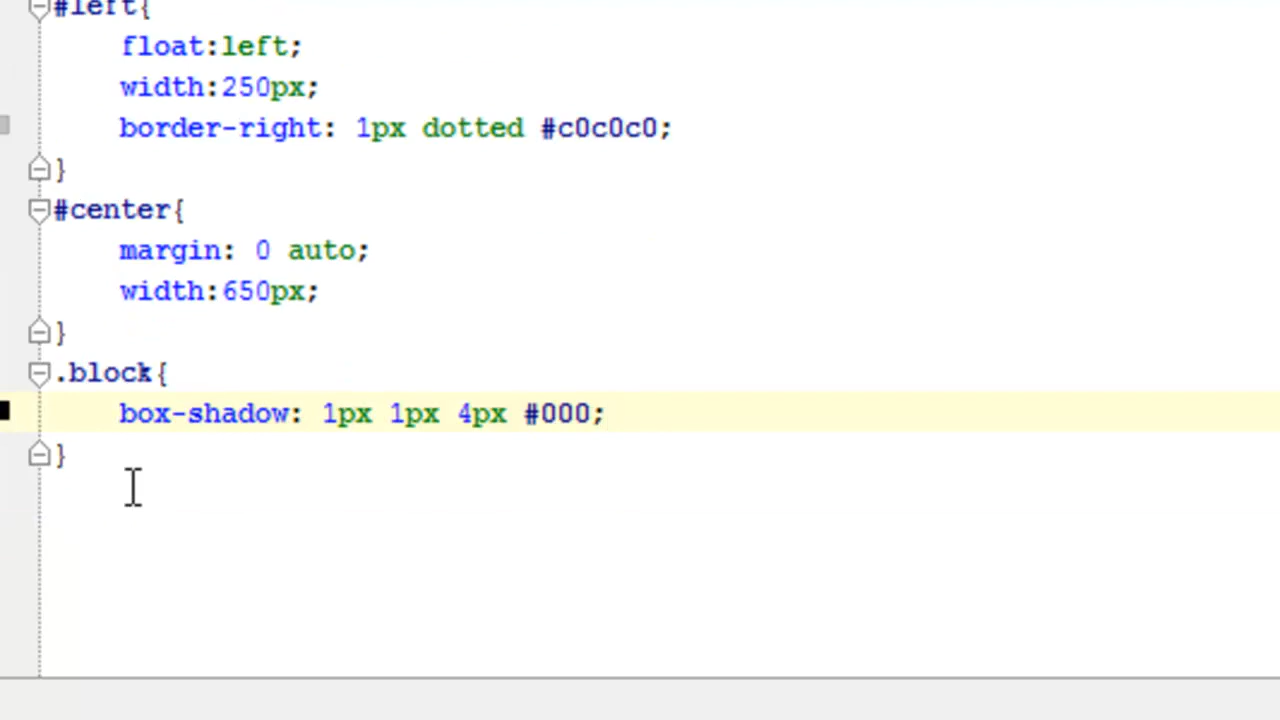 #left{
float:left;
width:250px;
border-right: 1px dotted #c0c0c0;
}
#center{
margin: 0 auto;
width:650px;
}
.block{
box-shadow: 1px 1px 4px #000;
}